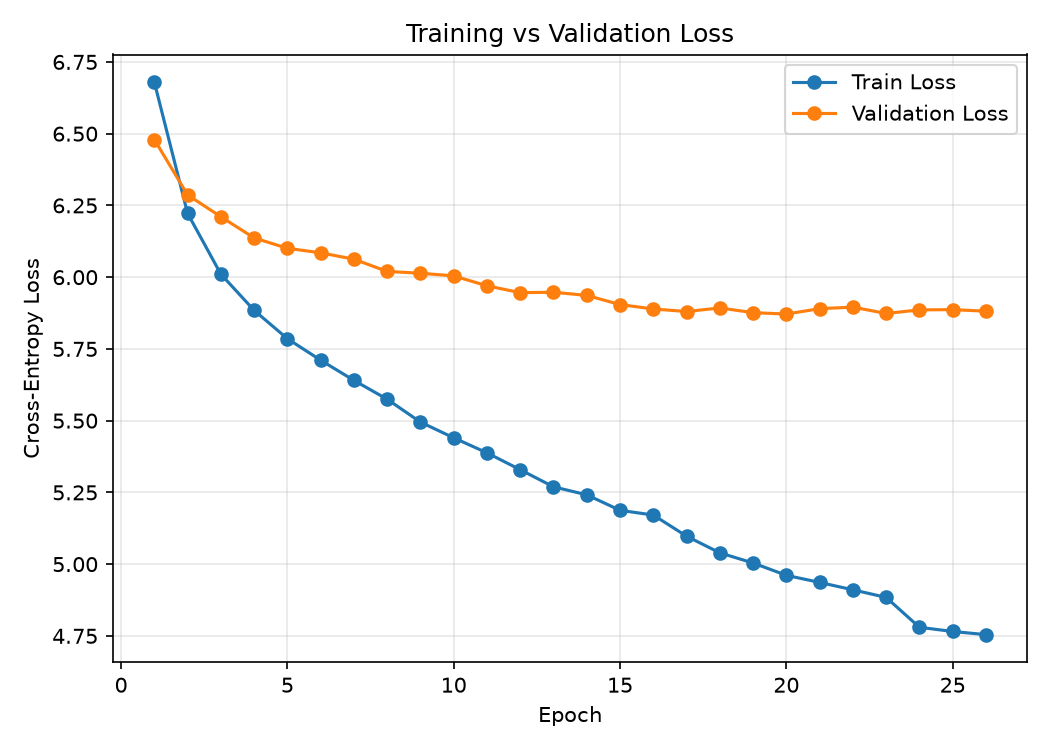 Training vs Validation Loss
Train Loss
Validation Loss
Cross-Entropy Loss
6.75
6.50
6.25
6.00
5.75
5.50
5.25
5.00
4.75
0 5 10 15 20 25
Epoch